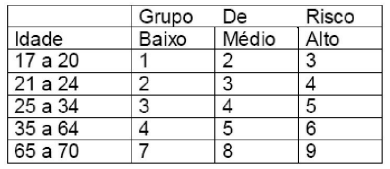 Grupo De Risco
Idade Baixo Médio Alto
17 a 20 1 2 3
21 a 24 2 3 4
25 a 34 3 4 5
35 a 64 4 5 6
65 a 70 7 8 9